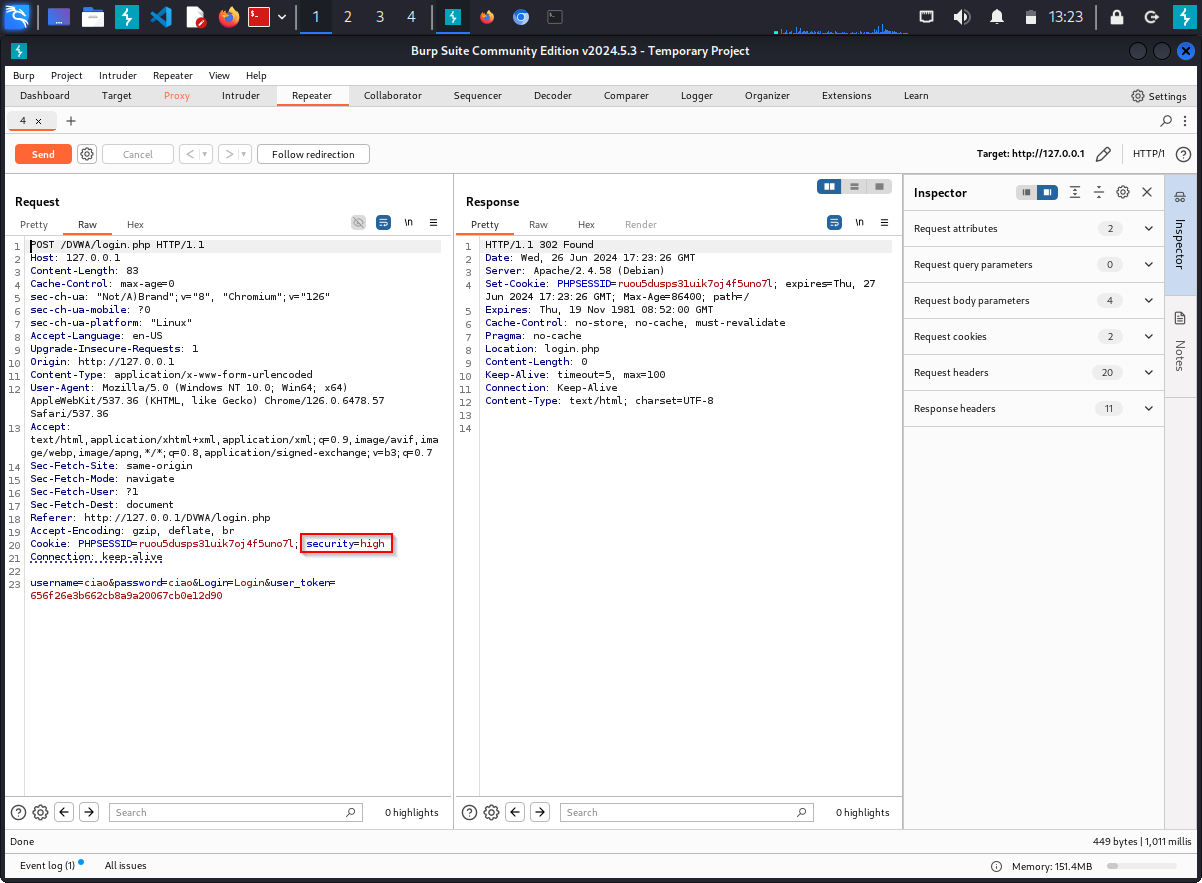 1 2 3 4 13:23
Burp Suite Community Edition v2024.5.3 - Temporary Project
Burp Project Intruder Repeater View Help
Dashboard Target Proxy Intruder Repeater Collaborator Sequencer Decoder Comparer Logger Organizer Extensions Learn Settings
4 × +
Send Cancel < > Follow redirection Target: http://127.0.0.1 HTTP/1 ?
Request
Pretty Raw Hex \n
1 POST /DVWA/login.php HTTP/1.1
2 Host: 127.0.0.1
3 Content-Length: 83
4 Cache-Control: max-age=0
5 sec-ch-ua: "Not/A)Brand";v="8", "Chromium";v="126"
6 sec-ch-ua-mobile: ?0
7 sec-ch-ua-platform: "Linux"
8 Accept-Language: en-US
9 Upgrade-Insecure-Requests: 1
10 Origin: http://127.0.0.1
11 Content-Type: application/x-www-form-urlencoded
12 User-Agent: Mozilla/5.0 (Windows NT 10.0; Win64; x64)
AppleWebKit/537.36 (KHTML, like Gecko) Chrome/126.0.6478.57
Safari/537.36
13 Accept:
text/html,application/xhtml+xml,application/xml;q=0.9,image/avif,ima
ge/webp,image/apng,*/*;q=0.8,application/signed-exchange;v=b3;q=0.7
14 Sec-Fetch-Site: same-origin
15 Sec-Fetch-Mode: navigate
16 Sec-Fetch-User: ?1
17 Sec-Fetch-Dest: document
18 Referer: http://127.0.0.1/DVWA/login.php
19 Accept-Encoding: gzip, deflate, br
20 Cookie: PHPSESSID=ruou5dusps31uik7oj4f5uno7l; security=high
21 Connection: keep-alive
22
23 username=ciao&password=ciao&Login=Login&user_token=
656f26e3b662cb8a9a20067cb0e12d90
Search 0 highlights
Response
Pretty Raw Hex Render \n
1 HTTP/1.1 302 Found
2 Date: Wed, 26 Jun 2024 17:23:26 GMT
3 Server: Apache/2.4.58 (Debian)
4 Set-Cookie: PHPSESSID=ruou5dusps31uik7oj4f5uno7l; expires=Thu, 27
Jun 2024 17:23:26 GMT; Max-Age=86400; path=/
5 Expires: Thu, 19 Nov 1981 08:52:00 GMT
6 Cache-Control: no-store, no-cache, must-revalidate
7 Pragma: no-cache
8 Location: login.php
9 Content-Length: 0
10 Keep-Alive: timeout=5, max=100
11 Connection: Keep-Alive
12 Content-Type: text/html; charset=UTF-8
13
14
Search 0 highlights
Inspector
Request attributes 2
Request query parameters 0
Request body parameters 4
Request cookies 2
Request headers 20
Response headers 11
Inspector
Notes
Done 449 bytes | 1,011 millis
Event log (1) All issues Memory: 151.4MB